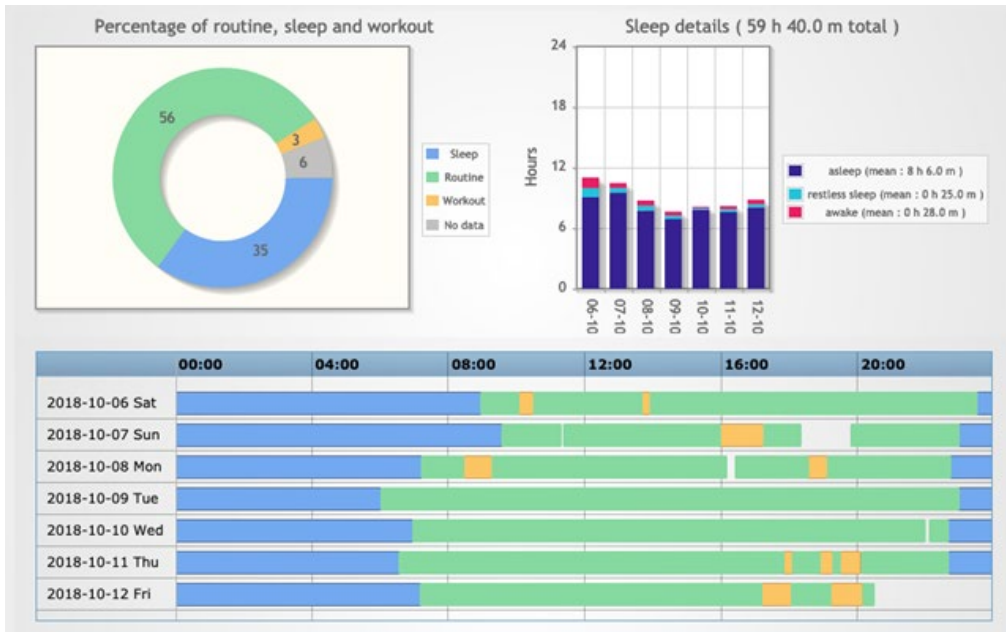 Percentage of routine, sleep and workout
56
3
6
35
Sleep
Routine
Workout
No data
Sleep details ( 59 h 40.0 m total )
Hours
24
18
12
6
0
06-10
07-10
08-10
09-10
10-10
11-10
12-10
asleep (mean : 8 h 6.0 m )
restless sleep (mean : 0 h 25.0 m )
awake (mean : 0 h 28.0 m )
00:00 04:00 08:00 12:00 16:00 20:00
2018-10-06 Sat
2018-10-07 Sun
2018-10-08 Mon
2018-10-09 Tue
2018-10-10 Wed
2018-10-11 Thu
2018-10-12 Fri